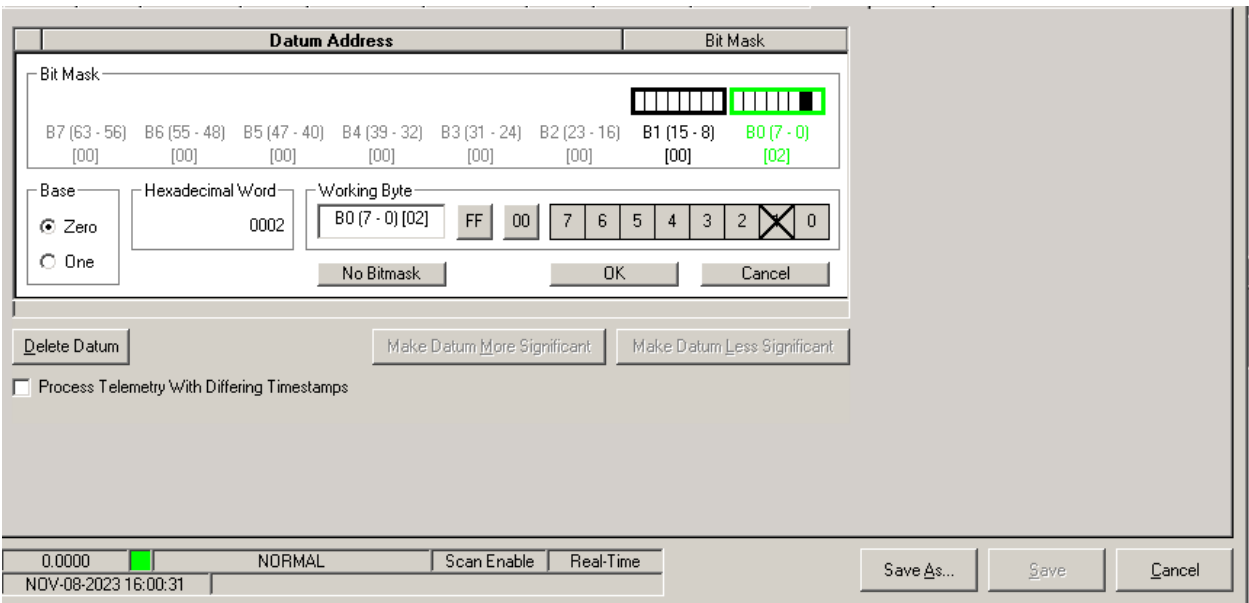 Datum Address Bit Mask
Bit Mask
B7 (63 - 56) B6 (55 - 48) B5 (47 - 40) B4 (39 - 32) B3 (31 - 24) B2 (23 - 16) B1 (15 - 8) B0 (7 - 0)
[00] [00] [00] [00] [00] [00] [00] [02]
Base Hexadecimal Word Working Byte
Zero 0002 B0 (7 - 0) [02] FF 00 7 6 5 4 3 2 0
One
No Bitmask OK Cancel
Delete Datum Make Datum More Significant Make Datum Less Significant
Process Telemetry With Differing Timestamps
0.0000 NORMAL Scan Enable Real-Time
NOV-08-2023 16:00:31
Save As... Save Cancel